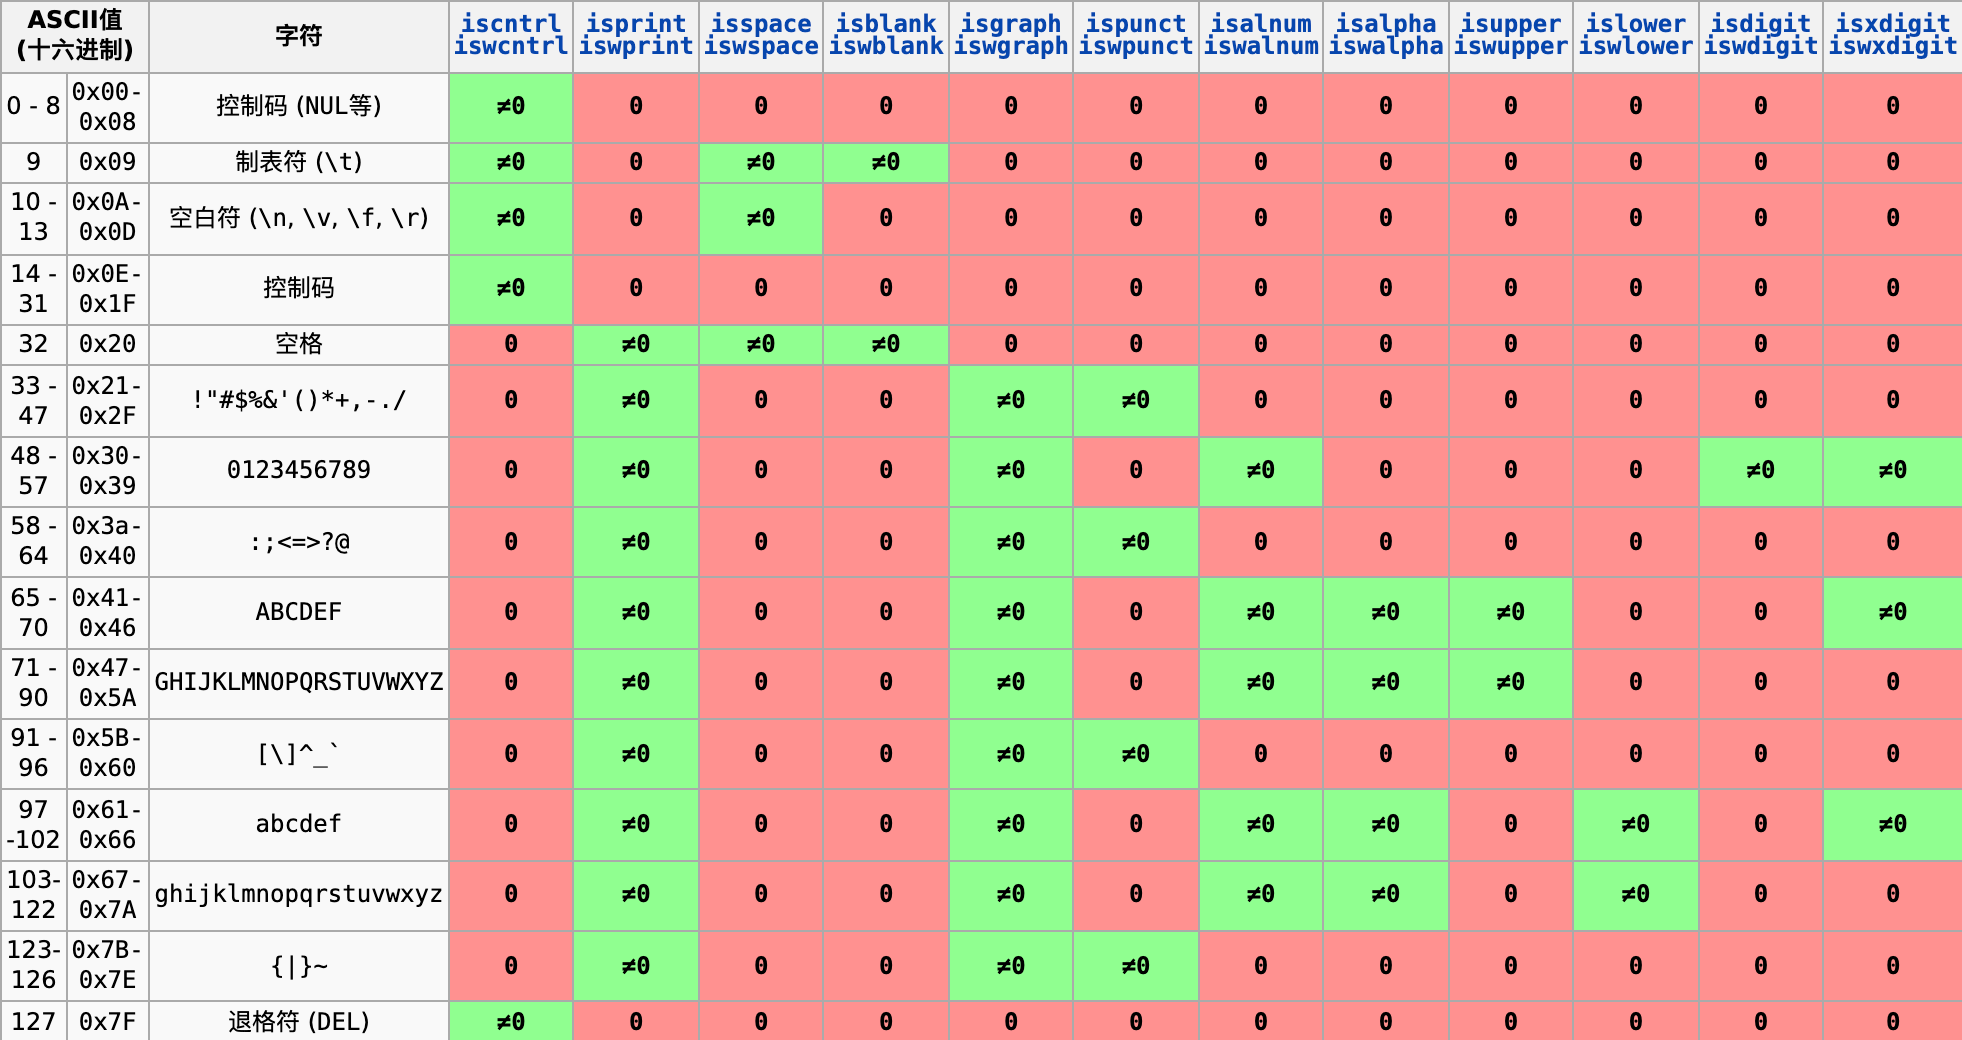 ASCII值 (十六进制) 字符 iscntrl iswcntrl isprint iswprint isspace iswspace isblank iswblank isgraph iswgraph ispunct iswpunct isalnum iswalnum isalpha iswalpha isupper iswupper islower iswlower isdigit iswdigit isxdigit iswxdigit
0 - 8 0x00-0x08 控制码 (NUL等) ≠0 0 0 0 0 0 0 0 0 0 0 0
9 0x09 制表符 (\t) ≠0 0 ≠0 ≠0 0 0 0 0 0 0 0 0
10 - 13 0x0A-0x0D 空白符 (\n, \v, \f, \r) ≠0 0 ≠0 0 0 0 0 0 0 0 0 0
14 - 31 0x0E-0x1F 控制码 ≠0 0 0 0 0 0 0 0 0 0 0 0
32 0x20 空格 0 ≠0 ≠0 ≠0 0 0 0 0 0 0 0 0
33 - 47 0x21-0x2F !"#$%&'()*+,-./ 0 ≠0 0 0 ≠0 ≠0 0 0 0 0 0 0
48 - 57 0x30-0x39 0123456789 0 ≠0 0 0 ≠0 0 ≠0 0 0 0 ≠0 ≠0
58 - 64 0x3a-0x40 :;<=>?@ 0 ≠0 0 0 ≠0 ≠0 0 0 0 0 0 0
65 - 70 0x41-0x46 ABCDEF 0 ≠0 0 0 ≠0 0 ≠0 ≠0 ≠0 0 0 ≠0
71 - 90 0x47-0x5A GHIJKLMNOPQRSTUVWXYZ 0 ≠0 0 0 ≠0 0 ≠0 ≠0 ≠0 0 0 0
91 - 96 0x5B-0x60 [\]^_` 0 ≠0 0 0 ≠0 ≠0 0 0 0 0 0 0
97 -102 0x61-0x66 abcdef 0 ≠0 0 0 ≠0 0 ≠0 ≠0 0 ≠0 0 ≠0
103-122 0x67-0x7A ghijklmnopqrstuvwxyz 0 ≠0 0 0 ≠0 0 ≠0 ≠0 0 ≠0 0 0
123-126 0x7B-0x7E {|}~ 0 ≠0 0 0 ≠0 ≠0 0 0 0 0 0 0
127 0x7F 退格符 (DEL) ≠0 0 0 0 0 0 0 0 0 0 0 0